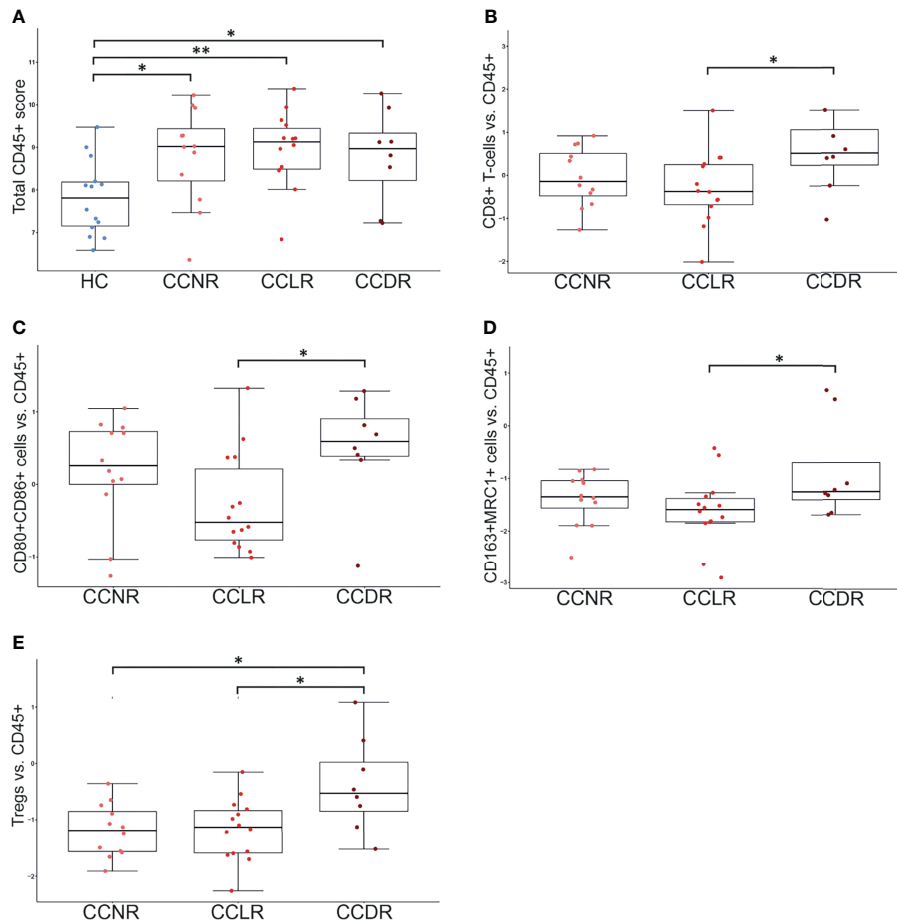 A
Total CD45+ score
11
10
9
8
7
*
**
*
HC CCNR CCLR CCDR
B
CD8+ T-cells vs. CD45+
3
2
1
0
−1
−2
*
CCNR CCLR CCDR
C
CD80+CD86+ cells vs. CD45+
1
0
−1
*
CCNR CCLR CCDR
D
CD163+MRC1+ cells vs. CD45+
1
0
−1
−2
−3
*
CCNR CCLR CCDR
E
Tregs vs. CD45+
1
0
−1
−2
*
*
CCNR CCLR CCDR